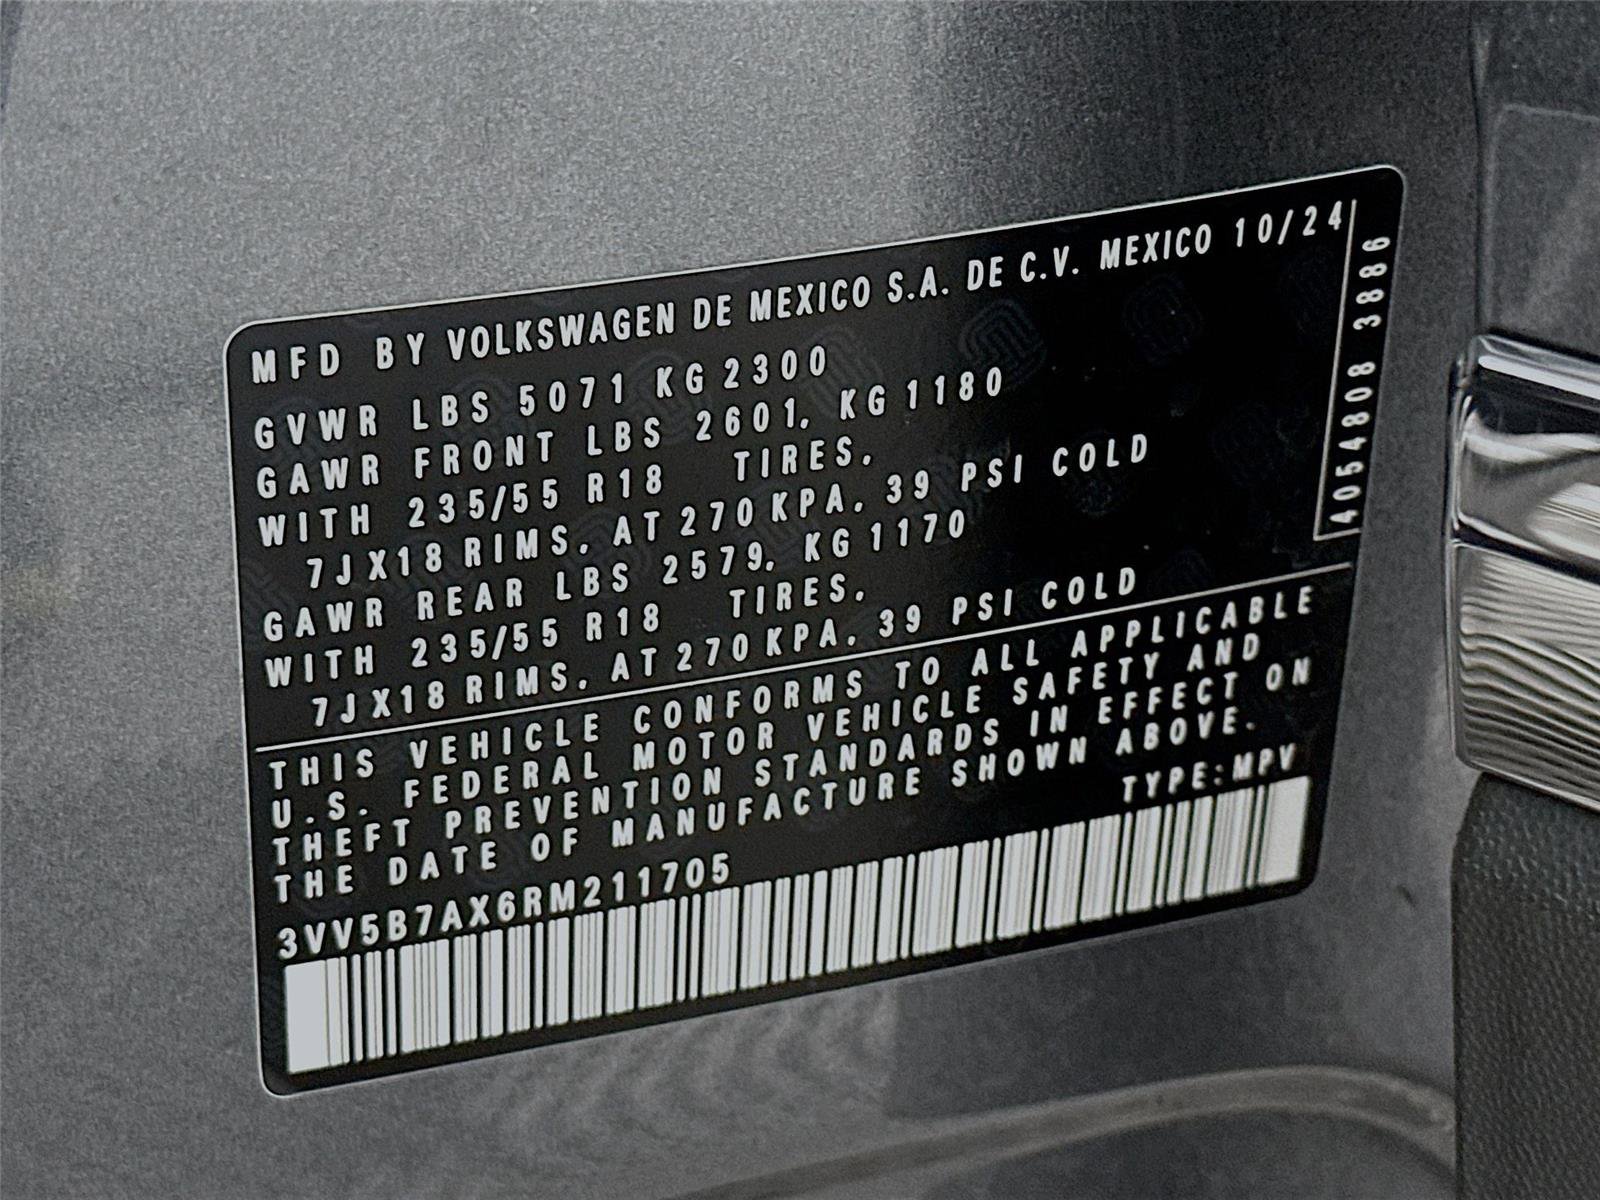 MFD BY VOLKSWAGEN DE MEXICO S.A. DE C.V. MEXICO 10/24
GVWR LBS 5071 KG 2300
GAWR FRONT LBS 2601. KG 1180
WITH 235/55 R18 TIRES.
7JX18 RIMS. AT 270 KPA. 39 PSI COLD
GAWR REAR LBS 2579. KG 1170
WITH 235/55 R18 TIRES.
7JX18 RIMS. AT 270 KPA. 39 PSI COLD
4054808 3886
THIS VEHICLE CONFORMS TO ALL APPLICABLE
U.S. FEDERAL MOTOR VEHICLE SAFETY AND
THEFT PREVENTION STANDARDS IN EFFECT ON
THE DATE OF MANUFACTURE SHOWN ABOVE.
TYPE:MPV
3VV5B7AX6RM211705